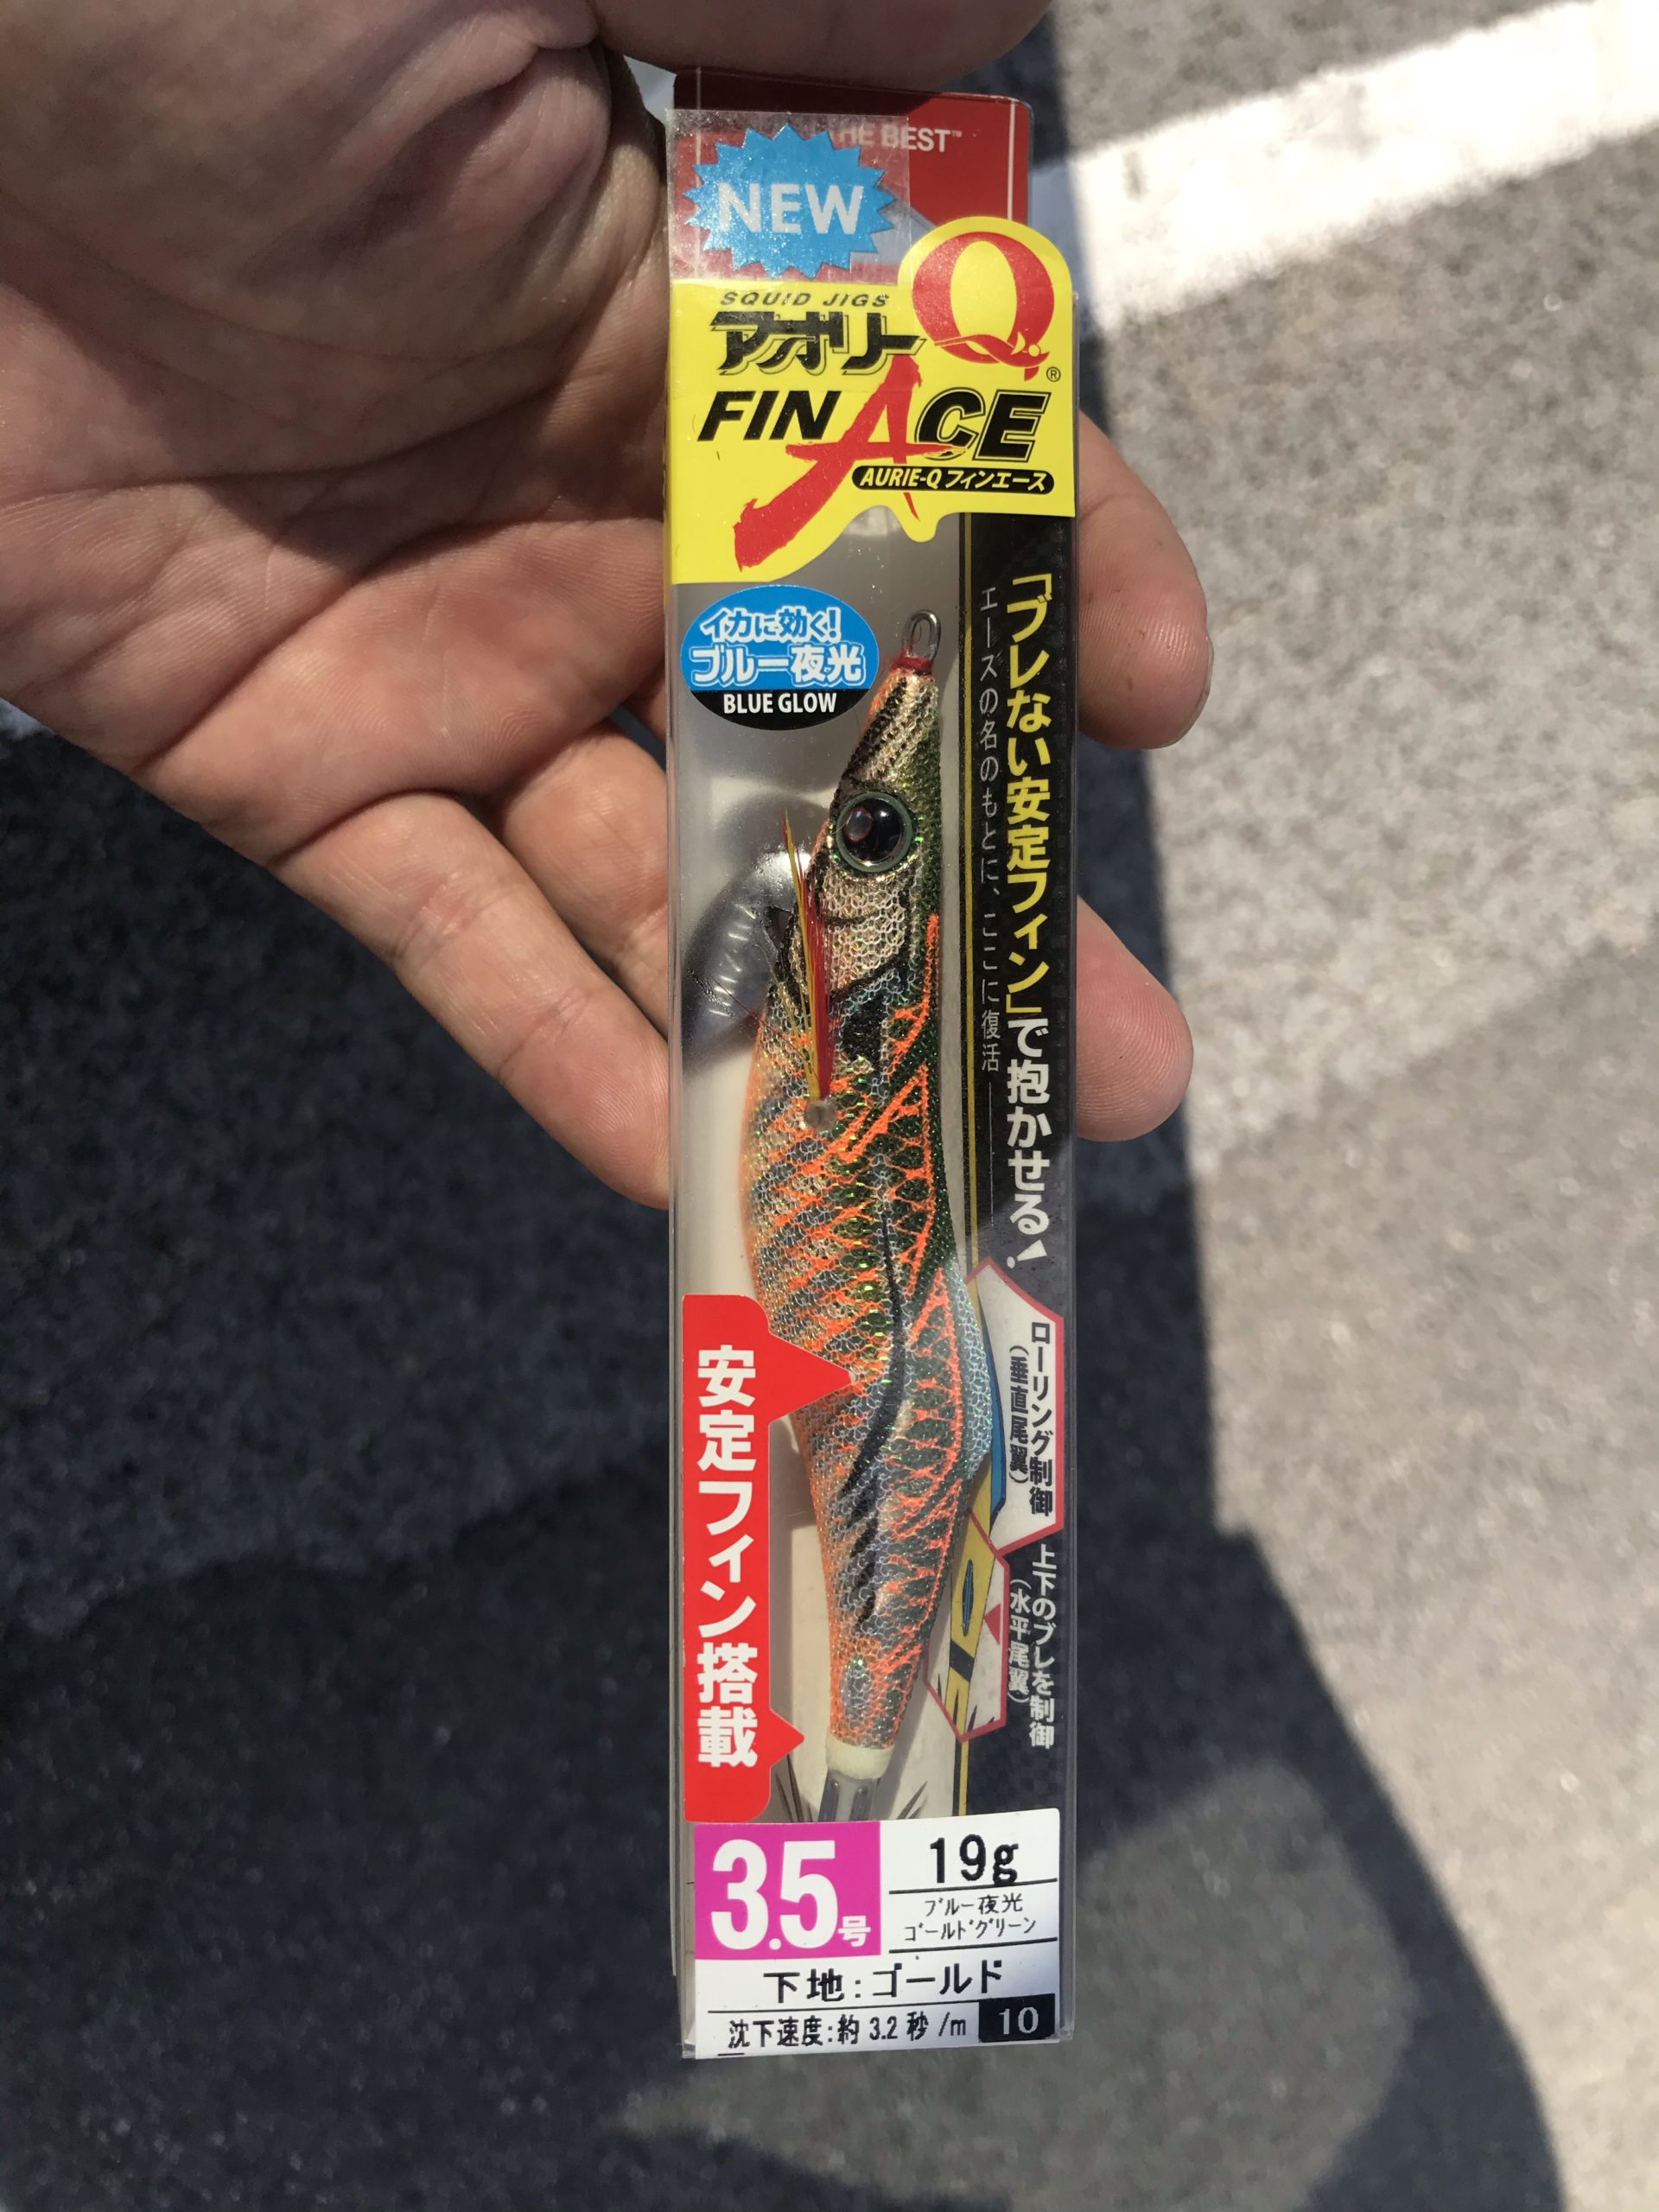 THE BEST™
NEW
SQUID JIGS
アオリーQ®
FIN ACE
AURIE-Q フィンエース
イカに効く!
ブルー夜光
BLUE GLOW
「ブレない安定フィン」で抱かせる!
エースの名のもとに、ここに復活
ローリング制御
(垂直尾翼)
上下のブレを制御
(水平尾翼)
安定フィン搭載
3.5号
19g
ブルー夜光
ゴールドグリーン
下地:ゴールド
沈下速度:約 3.2 秒 /m
10